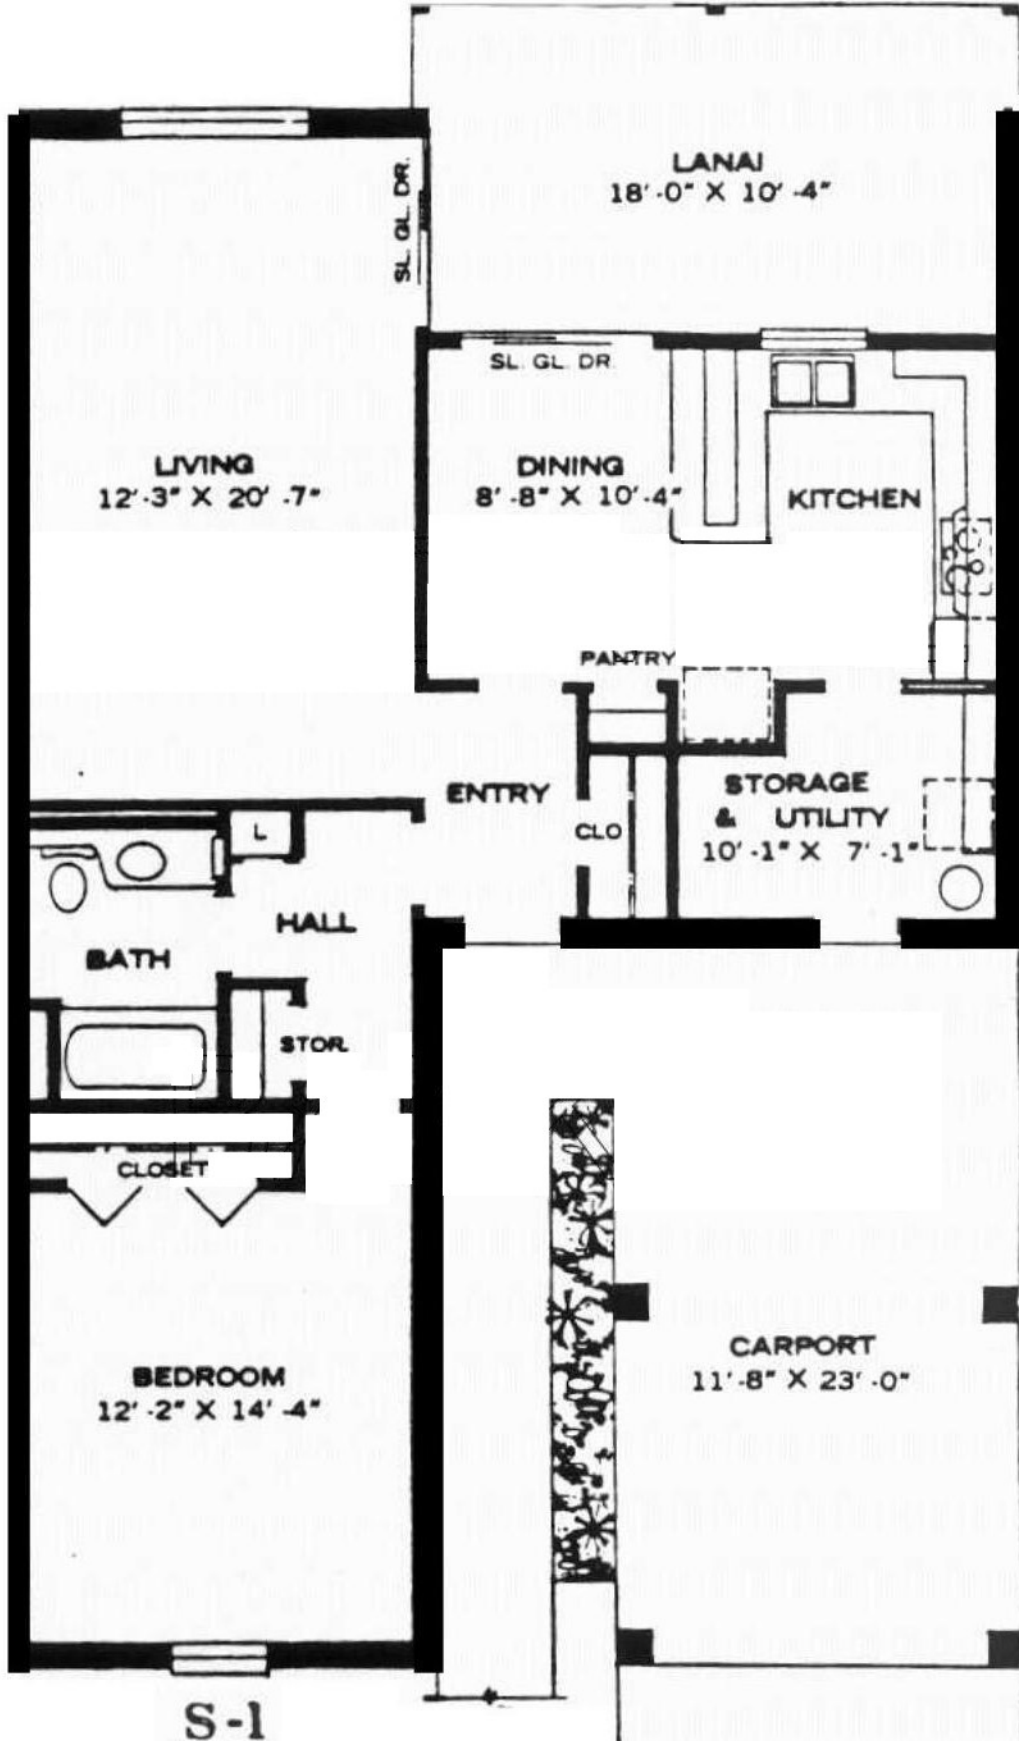 LANAI
18'-0" X 10'-4"
SL. GL. DR.
SL. GL. DR
LIVING
12'-3" X 20'-7"
DINING
8'-8" X 10'-4"
KITCHEN
PANTRY
ENTRY
STORAGE
& UTILITY
10'-1" X 7'-1"
CLO
L
HALL
BATH
STOR.
CLOSET
BEDROOM
12'-2" X 14'-4"
CARPORT
11'-8" X 23'-0"
S-1